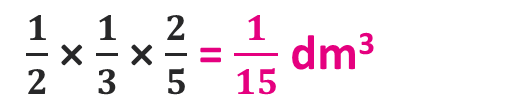 1/2 × 1/3 × 2/5 = 1/15 dm³